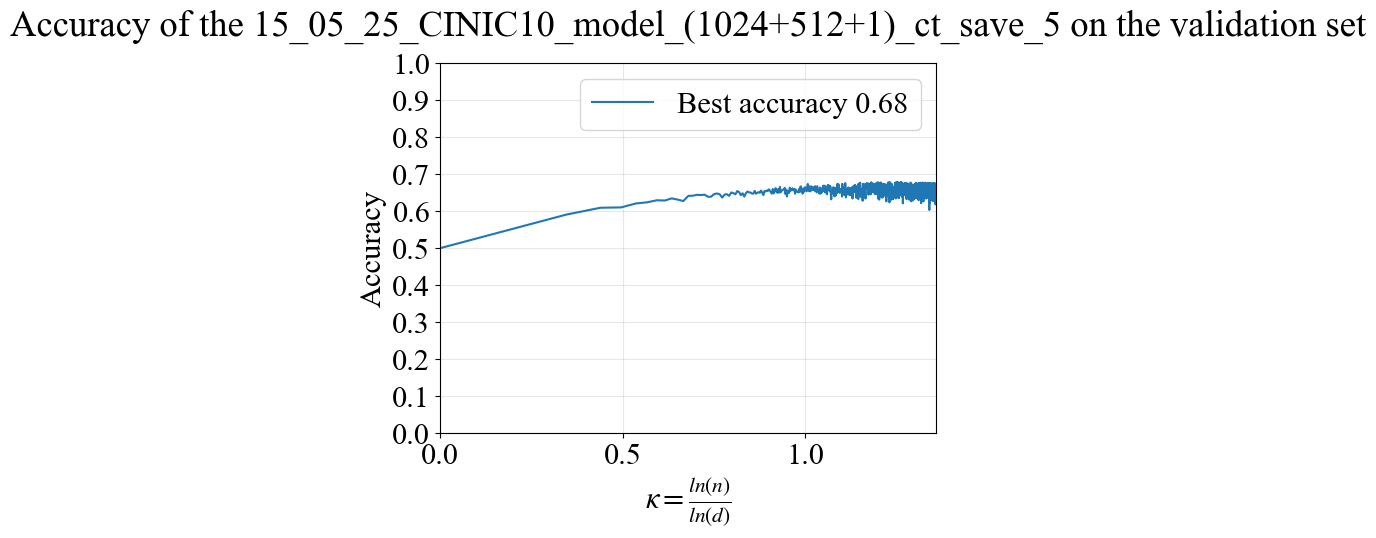 Accuracy of the 15_05_25_CINIC10_model_(1024+512+1)_ct_save_5 on the validation set
Best accuracy 0.68
Accuracy
1.0
0.9
0.8
0.7
0.6
0.5
0.4
0.3
0.2
0.1
0.0
0.0 0.5 1.0
κ = ln(n)/ln(d)